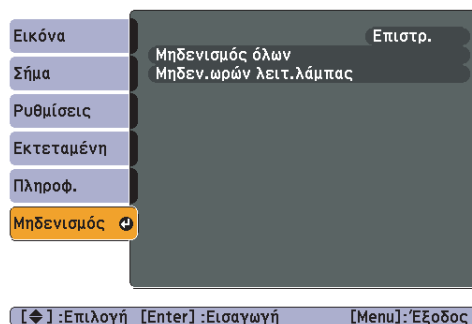 Εικόνα
Σήμα
Ρυθμίσεις
Εκτεταμένη
Πληροφ.
Μηδενισμός
Επιστρ.
Μηδενισμός όλων
Μηδεν.ωρών λειτ.λάμπας
[◆] :Επιλογή [Enter] :Εισαγωγή [Menu]:Έξοδος